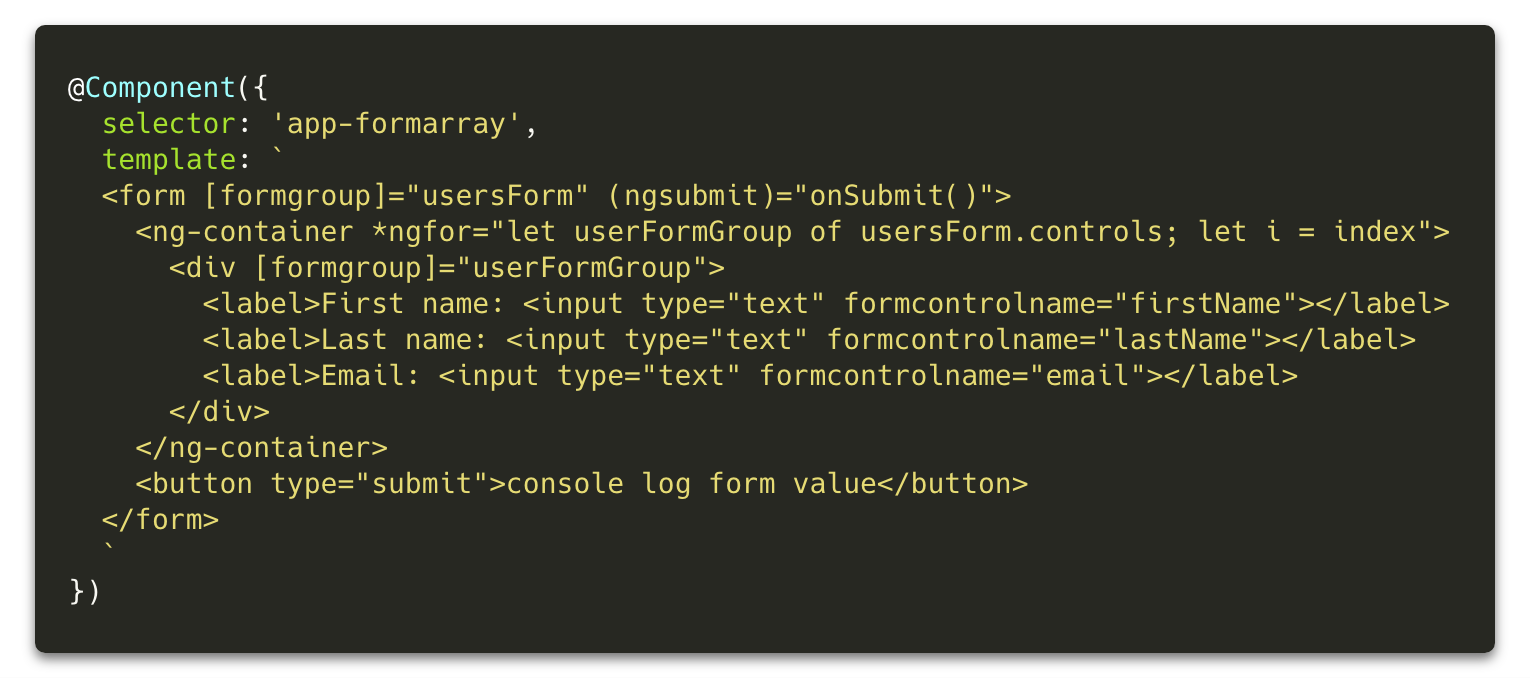 @Component({
  selector: 'app-formarray',
  template: `
  <form [formgroup]="usersForm" (ngsubmit)="onSubmit()">
    <ng-container *ngfor="let userFormGroup of usersForm.controls; let i = index">
      <div [formgroup]="userFormGroup">
        <label>First name: <input type="text" formcontrolname="firstName"></label>
        <label>Last name: <input type="text" formcontrolname="lastName"></label>
        <label>Email: <input type="text" formcontrolname="email"></label>
      </div>
    </ng-container>
    <button type="submit">console log form value</button>
  </form>
  `
})